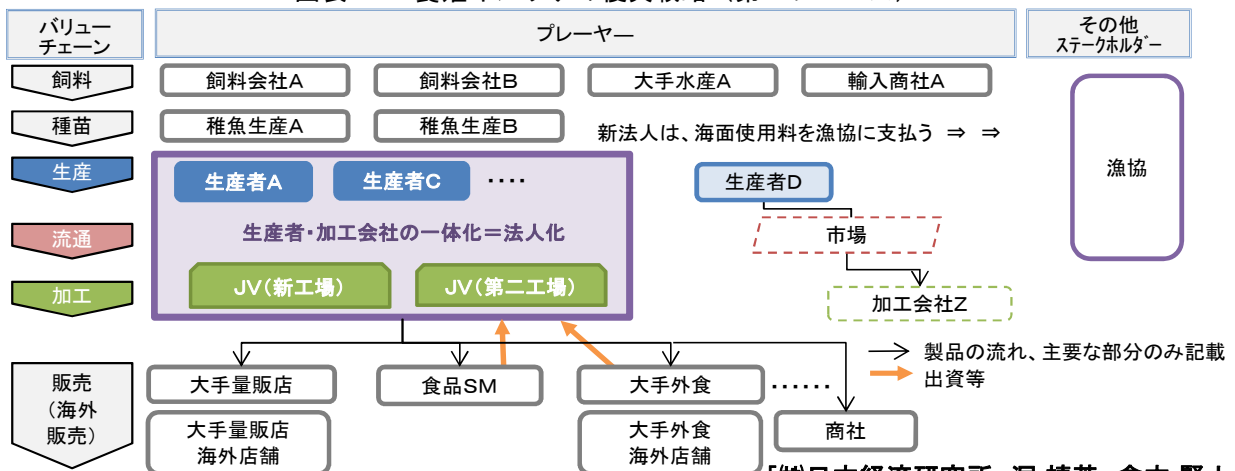 バリュー
チェーン
プレーヤ―
その他
ステークホルダー
飼料
飼料会社A
飼料会社B
大手水産A
輸入商社A
種苗
稚魚生産A
稚魚生産B
新法人は、海面使用料を漁協に支払う ⇒ ⇒
生産
生産者A
生産者C
‥‥
生産者D
漁協
流通
生産者・加工会社の一体化＝法人化
市場
加工
JV（新工場）
JV（第二工場）
加工会社Z
製品の流れ、主要な部分のみ記載
出資等
販売
（海外
販売）
大手量販店
食品SM
大手外食
‥‥‥
大手量販店
海外店舗
大手外食
海外店舗
商社